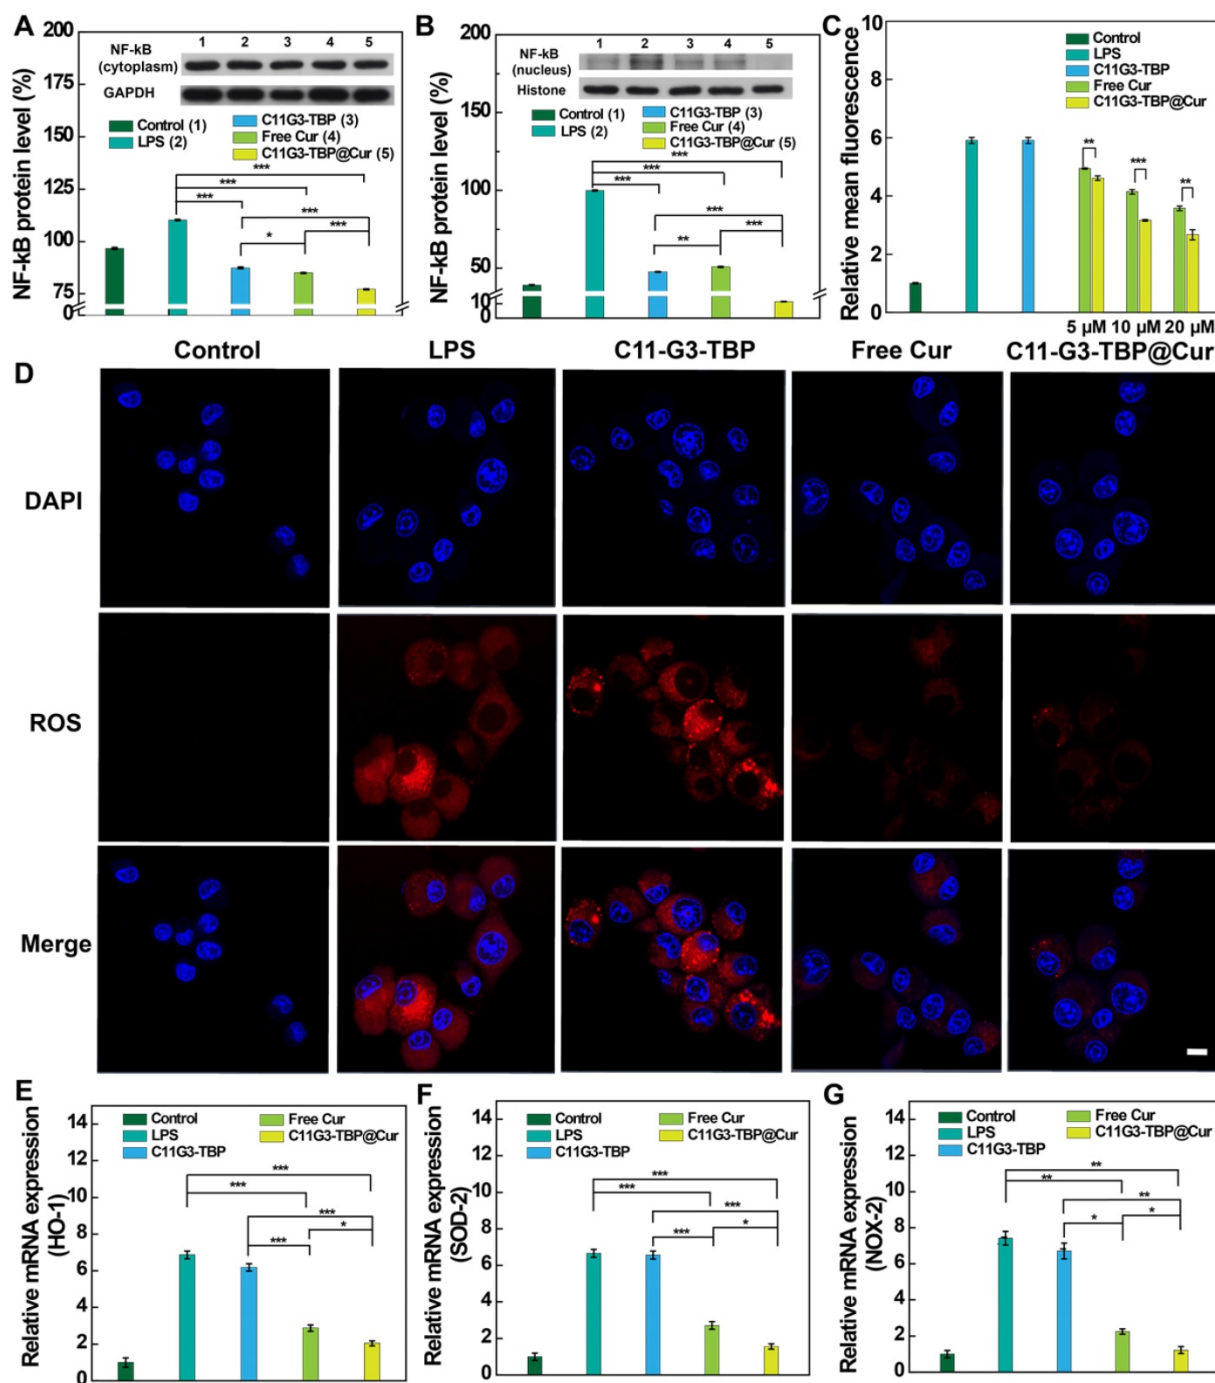 A
200
175
150
125
100
75
0
NF-kB protein level (%)
NF-kB
(cytoplasm)
GAPDH
1 2 3 4 5
Control (1)
LPS (2)
C11G3-TBP (3)
Free Cur (4)
C11G3-TBP@Cur (5)
***
***
***
***
*
***
B
200
150
100
50
10
0
NF-kB protein level (%)
NF-kB
(nucleus)
Histone
1 2 3 4 5
Control (1)
LPS (2)
C11G3-TBP (3)
Free Cur (4)
C11G3-TBP@Cur (5)
***
***
***
***
**
***
C
10
8
6
4
2
0
Relative mean fluorescence
Control
LPS
C11G3-TBP
Free Cur
C11G3-TBP@Cur
**
***
**
5 µM 10 µM 20 µM
D
Control LPS C11-G3-TBP Free Cur C11-G3-TBP@Cur
DAPI
ROS
Merge
E
14
12
10
8
6
4
2
0
Relative mRNA expression
(HO-1)
Control
LPS
C11G3-TBP
Free Cur
C11G3-TBP@Cur
***
***
***
*
***
F
14
12
10
8
6
4
2
0
Relative mRNA expression
(SOD-2)
Control
LPS
C11G3-TBP
Free Cur
C11G3-TBP@Cur
***
***
***
*
***
G
14
12
10
8
6
4
2
0
Relative mRNA expression
(NOX-2)
Control
LPS
C11G3-TBP
Free Cur
C11G3-TBP@Cur
**
**
**
*
*